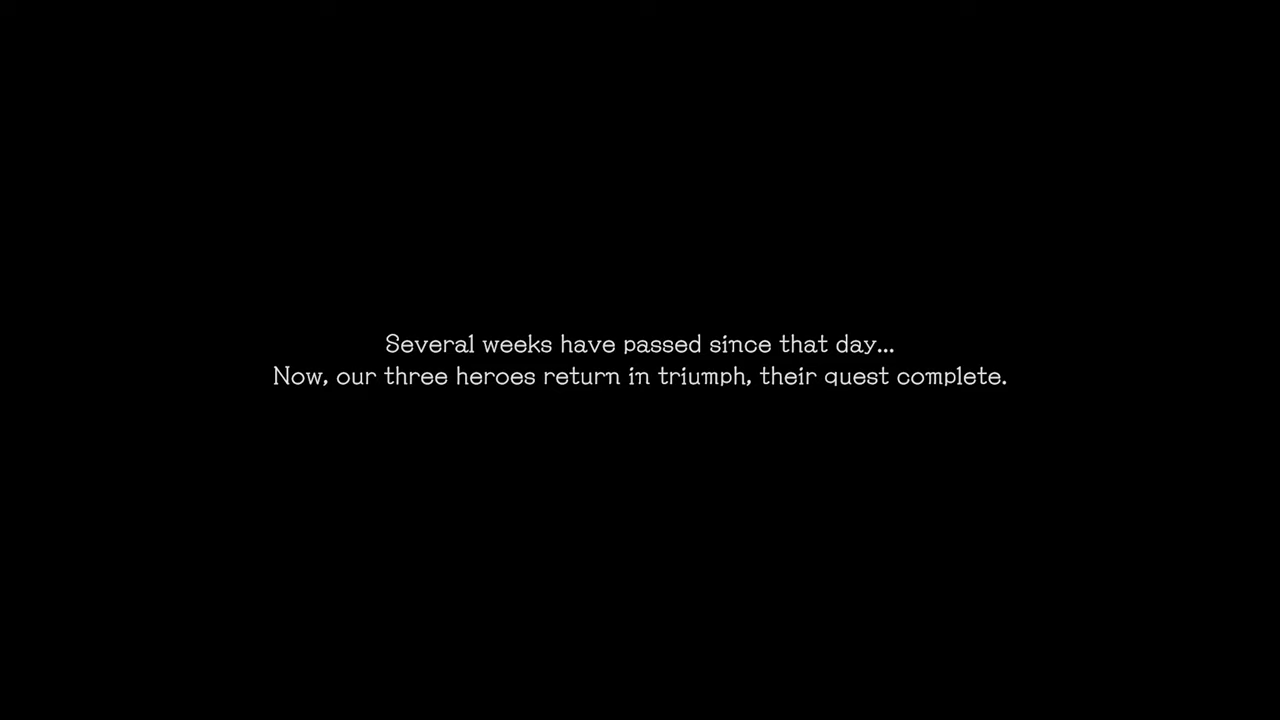 Several weeks have passed since that day...
Now, our three heroes return in triumph, their quest complete.